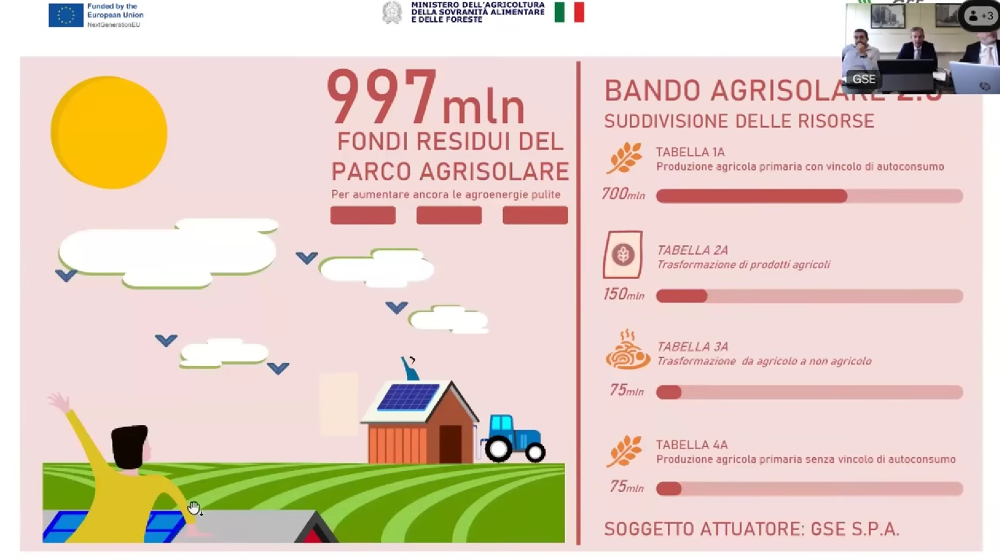 Funded by the
European Union
NextGenerationEU
MINISTERO DELL'AGRICOLTURA
DELLA SOVRANITÀ ALIMENTARE
E DELLE FORESTE
+3
GSE
997mln
FONDI RESIDUI DEL
PARCO AGRISOLARE
Per aumentare ancora le agroenergie pulite
BANDO AGRISOLARE
SUDDIVISIONE DELLE RISORSE
TABELLA 1A
Produzione agricola primaria con vincolo di autoconsumo
700mln
TABELLA 2A
Trasformazione di prodotti agricoli
150mln
TABELLA 3A
Trasformazione da agricolo a non agricolo
75mln
TABELLA 4A
Produzione agricola primaria senza vincolo di autoconsumo
75mln
SOGGETTO ATTUATORE: GSE S.P.A.